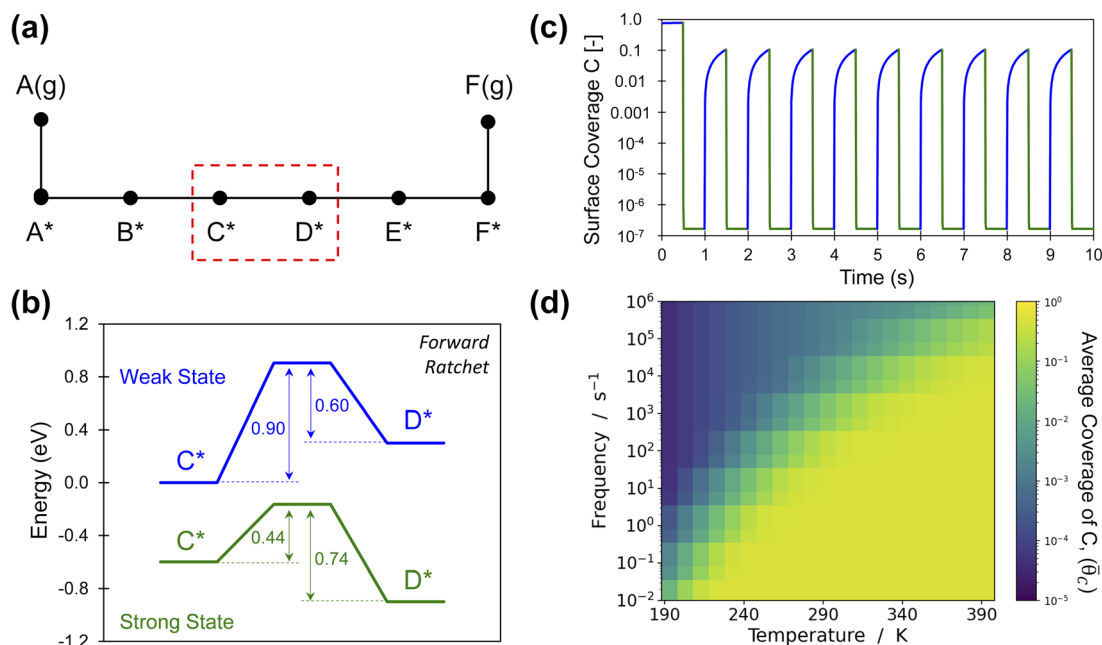 (a)
A(g)
F(g)
A*
B*
C*
D*
E*
F*
(b)
1.2
0.8
0.4
0.0
-0.4
-0.8
-1.2
Energy (eV)
Forward
Ratchet
Weak State
0.90
0.60
C*
D*
C*
0.44
0.74
D*
Strong State
(c)
Surface Coverage C [-]
1.0
0.1
0.01
0.001
10⁻⁴
10⁻⁵
10⁻⁶
10⁻⁷
0 1 2 3 4 5 6 7 8 9 10
Time (s)
(d)
Frequency / s⁻¹
10⁶
10⁵
10⁴
10³
10²
10¹
10⁰
10⁻¹
10⁻²
190 240 290 340 390
Temperature / K
10⁰
10⁻¹
10⁻²
10⁻³
10⁻⁴
10⁻⁵
Average Coverage of C, (θ̄_C)